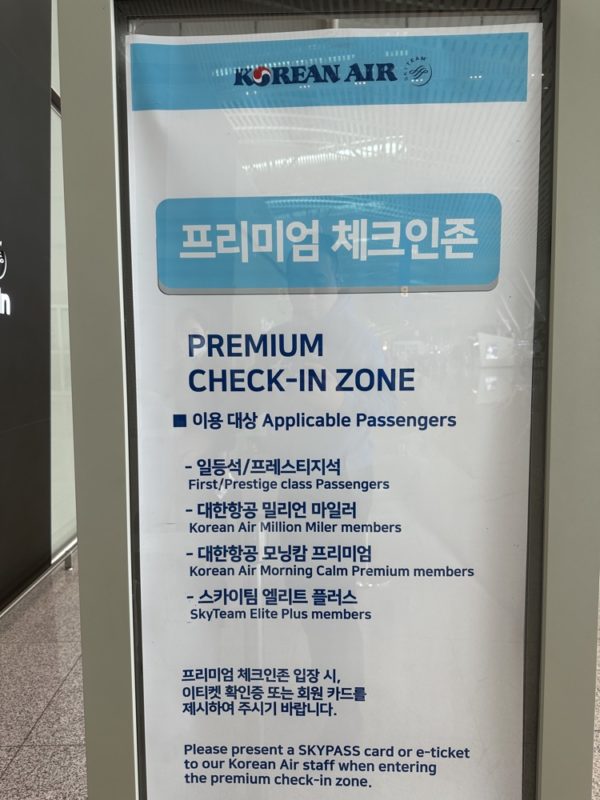 KOREAN AIR
SKYTEAM
프리미엄 체크인존
PREMIUM
CHECK-IN ZONE
■ 이용 대상 Applicable Passengers
- 일등석/프레스티지석
First/Prestige class Passengers
- 대한항공 밀리언 마일러
Korean Air Million Miler members
- 대한항공 모닝캄 프리미엄
Korean Air Morning Calm Premium members
- 스카이팀 엘리트 플러스
SkyTeam Elite Plus members
프리미엄 체크인존 입장 시,
이티켓 확인증 또는 회원 카드를
제시하여 주시기 바랍니다.
Please present a SKYPASS card or e-ticket
to our Korean Air staff when entering
the premium check-in zone.